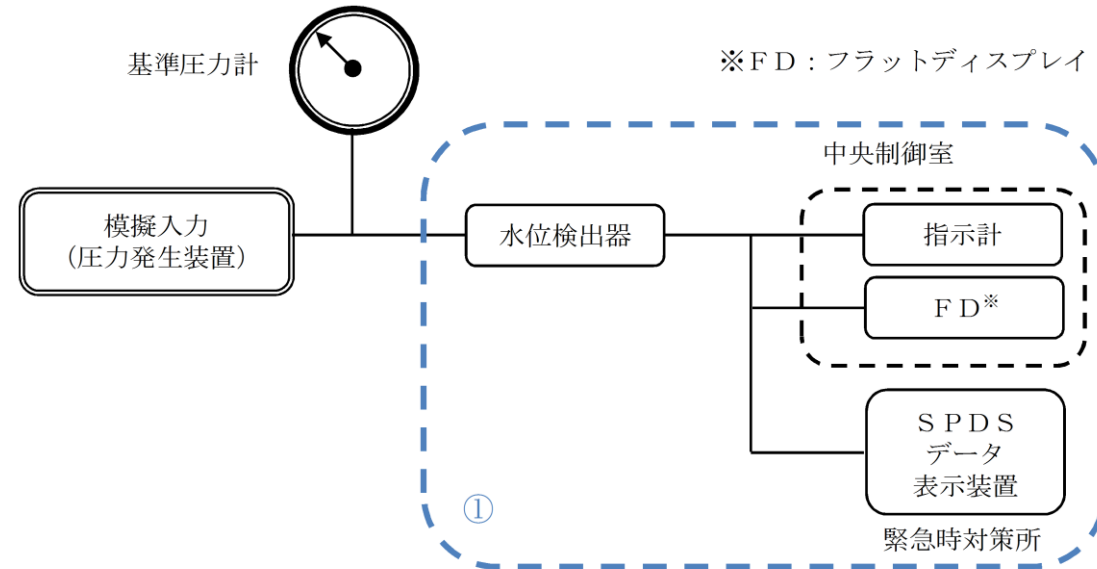 基準圧力計
※ＦＤ：フラットディスプレイ
中央制御室
模擬入力
（圧力発生装置）
水位検出器
指示計
ＦＤ※
ＳＰＤＳ
データ
表示装置
①
緊急時対策所